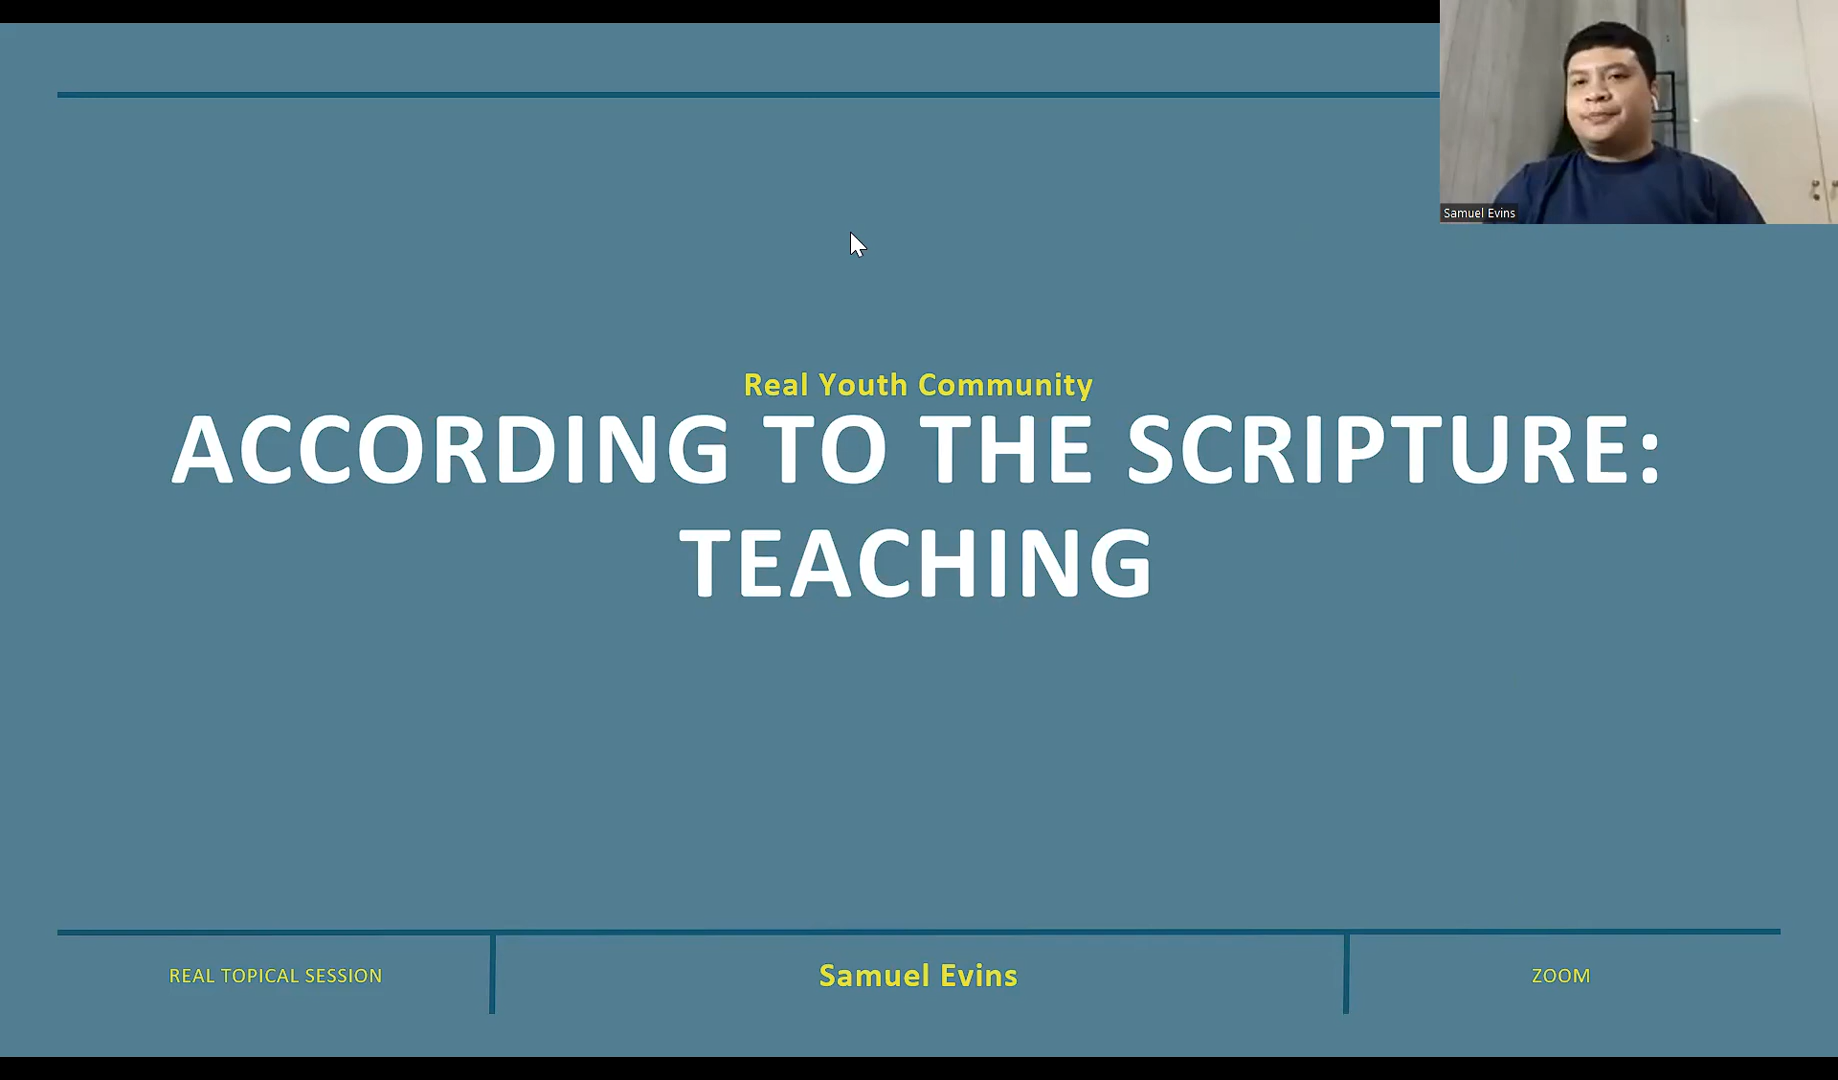 Samuel Evins
Real Youth Community
ACCORDING TO THE SCRIPTURE:
TEACHING
REAL TOPICAL SESSION
Samuel Evins
ZOOM